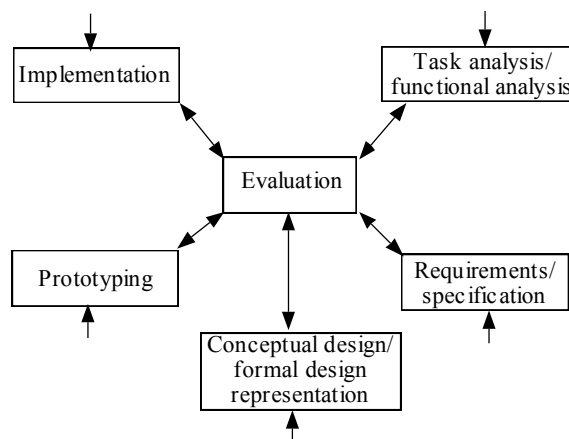 Implementation
Task analysis/
functional analysis
Evaluation
Prototyping
Requirements/
specification
Conceptual design/
formal design
representation